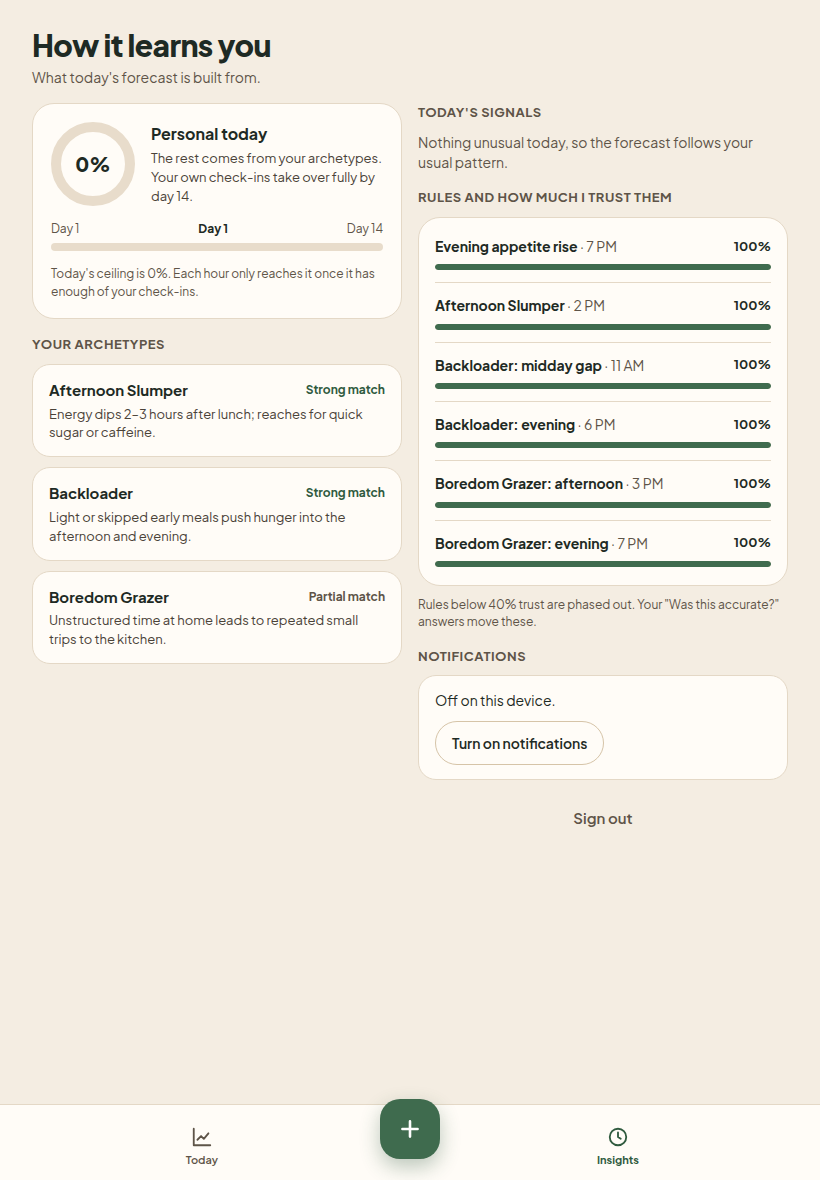 How it learns you
What today's forecast is built from.
0%
Personal today
The rest comes from your archetypes.
Your own check-ins take over fully by
day 14.
Day 1 Day 1 Day 14
Today's ceiling is 0%. Each hour only reaches it once it has
enough of your check-ins.
YOUR ARCHETYPES
Afternoon Slumper Strong match
Energy dips 2–3 hours after lunch; reaches for quick
sugar or caffeine.
Backloader Strong match
Light or skipped early meals push hunger into the
afternoon and evening.
Boredom Grazer Partial match
Unstructured time at home leads to repeated small
trips to the kitchen.
TODAY'S SIGNALS
Nothing unusual today, so the forecast follows your
usual pattern.
RULES AND HOW MUCH I TRUST THEM
Evening appetite rise · 7 PM 100%
Afternoon Slumper · 2 PM 100%
Backloader: midday gap · 11 AM 100%
Backloader: evening · 6 PM 100%
Boredom Grazer: afternoon · 3 PM 100%
Boredom Grazer: evening · 7 PM 100%
Rules below 40% trust are phased out. Your "Was this accurate?"
answers move these.
NOTIFICATIONS
Off on this device.
Turn on notifications
Sign out
Today
+
Insights